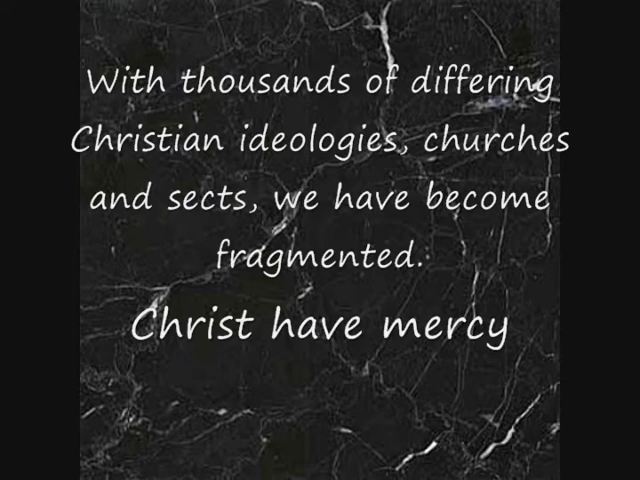 With thousands of differing
Christian ideologies, churches
and sects, we have become
fragmented.
Christ have mercy